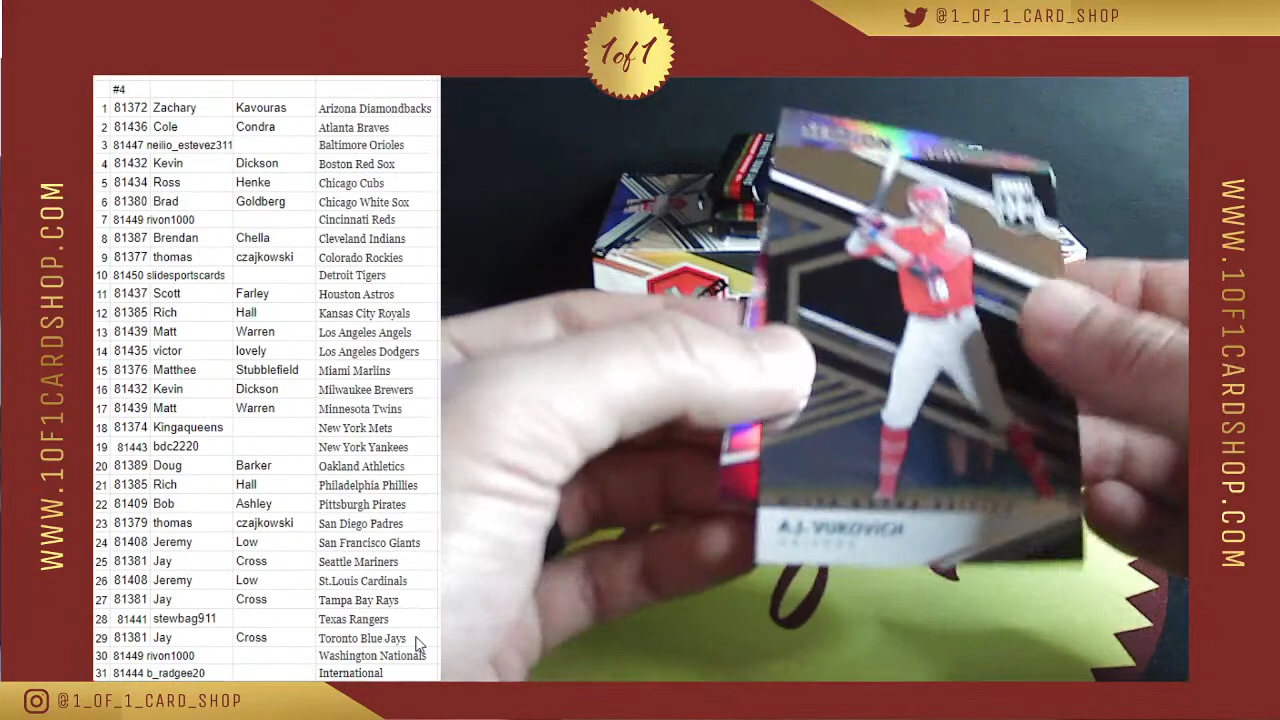 @1_OF_1_CARD_SHOP
1 of 1
#4
1 81372 Zachary Kavouras Arizona Diamondbacks
2 81436 Cole Condra Atlanta Braves
3 81447 neilio_estevez311 Baltimore Orioles
4 81432 Kevin Dickson Boston Red Sox
5 81434 Ross Henke Chicago Cubs
6 81380 Brad Goldberg Chicago White Sox
7 81449 rivon1000 Cincinnati Reds
8 81387 Brendan Chella Cleveland Indians
9 81377 thomas czajkowski Colorado Rockies
10 81450 slidesportscards Detroit Tigers
11 81437 Scott Farley Houston Astros
12 81385 Rich Hall Kansas City Royals
13 81439 Matt Warren Los Angeles Angels
14 81435 victor lovely Los Angeles Dodgers
15 81376 Matthee Stubblefield Miami Marlins
16 81432 Kevin Dickson Milwaukee Brewers
17 81439 Matt Warren Minnesota Twins
18 81374 Kingaqueens New York Mets
19 81443 bdc2220 New York Yankees
20 81389 Doug Barker Oakland Athletics
21 81385 Rich Hall Philadelphia Phillies
22 81409 Bob Ashley Pittsburgh Pirates
23 81379 thomas czajkowski San Diego Padres
24 81408 Jeremy Low San Francisco Giants
25 81381 Jay Cross Seattle Mariners
26 81408 Jeremy Low St.Louis Cardinals
27 81381 Jay Cross Tampa Bay Rays
28 81441 stewbag911 Texas Rangers
29 81381 Jay Cross Toronto Blue Jays
30 81449 rivon1000 Washington Nationals
31 81444 b_radgee20 International
A.J. VUKOVICH
WWW.1OF1CARDSHOP.COM
WWW.1OF1CARDSHOP.COM
@1_OF_1_CARD_SHOP